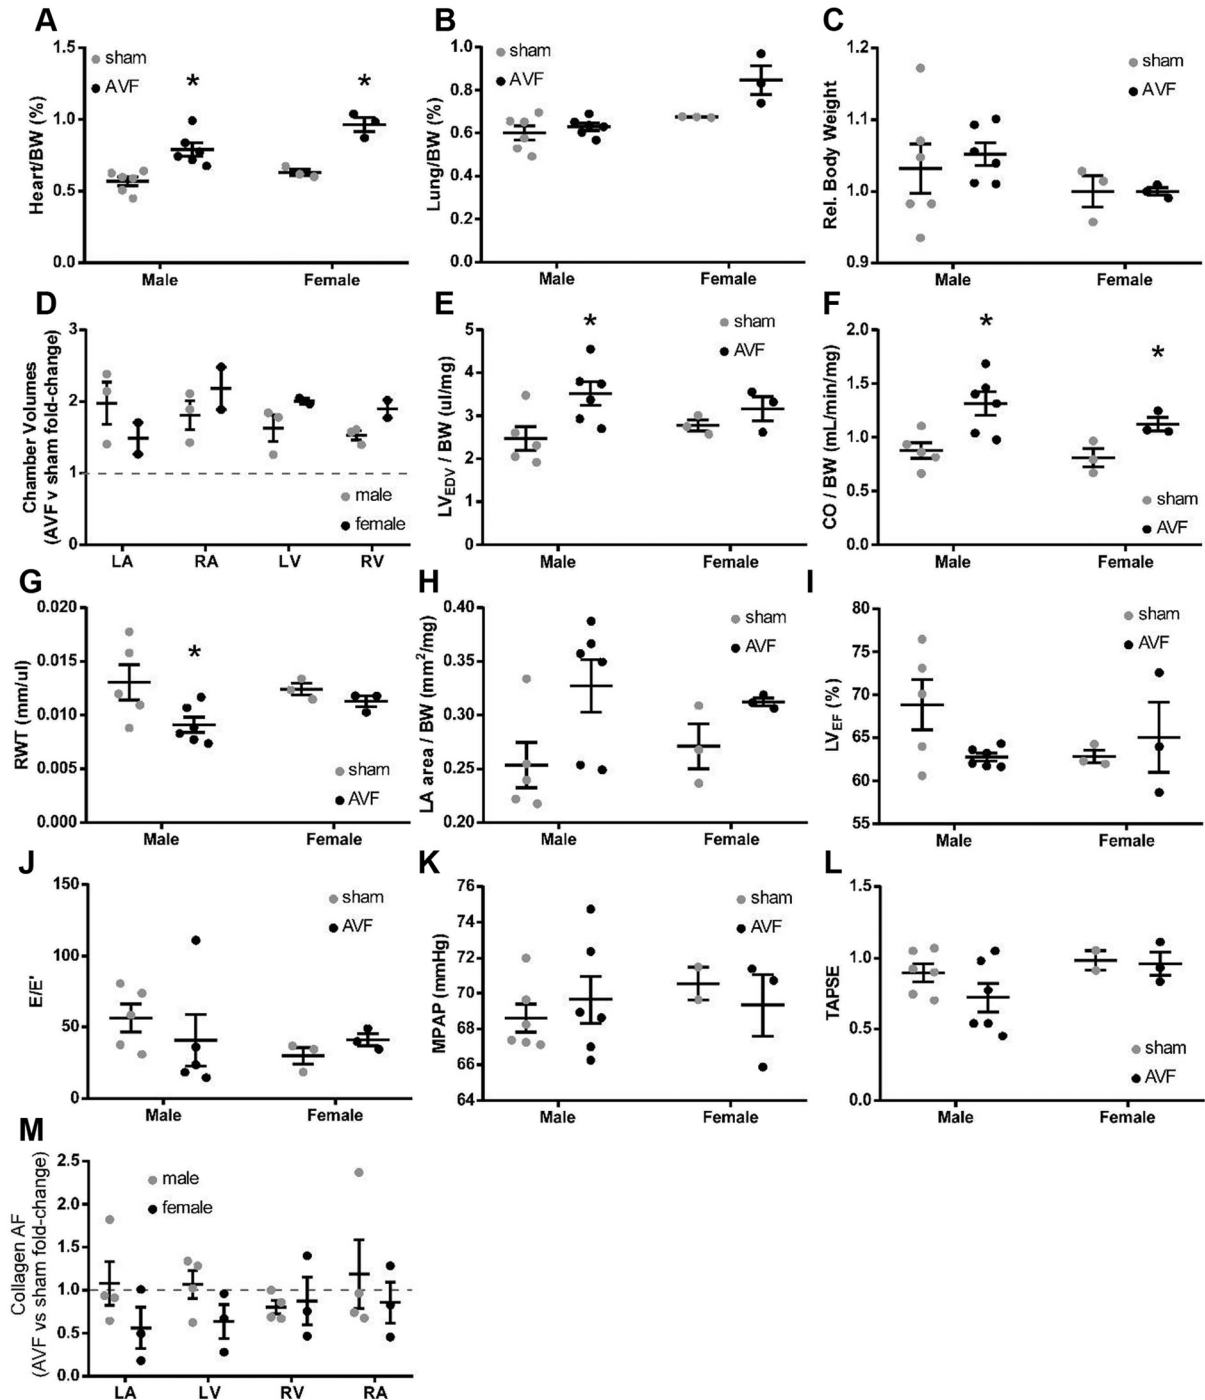 A
Heart/BW (%)
1.5
1.0
0.5
0.0
sham
AVF
*
*
Male
Female
B
Lung/BW (%)
1.0
0.8
0.6
0.4
0.2
0.0
sham
AVF
Male
Female
C
Rel. Body Weight
1.2
1.1
1.0
0.9
sham
AVF
Male
Female
D
Chamber Volumes
(AVF v sham fold-change)
3
2
1
0
male
female
LA
RA
LV
RV
E
LVEDV / BW (ul/mg)
5
4
3
2
1
0
*
sham
AVF
Male
Female
F
CO / BW (mL/min/mg)
2.0
1.5
1.0
0.5
0.0
*
*
sham
AVF
Male
Female
G
RWT (mm/ul)
0.020
0.015
0.010
0.005
0.000
*
sham
AVF
Male
Female
H
LA area / BW (mm²/mg)
0.40
0.35
0.30
0.25
0.20
sham
AVF
Male
Female
I
LVEF (%)
80
75
70
65
60
55
sham
AVF
Male
Female
J
E/E'
150
100
50
0
sham
AVF
Male
Female
K
MPAP (mmHg)
76
74
72
70
68
66
64
sham
AVF
Male
Female
L
TAPSE
1.5
1.0
0.5
0.0
sham
AVF
Male
Female
M
Collagen AF
(AVF vs sham fold-change)
2.5
2.0
1.5
1.0
0.5
0.0
male
female
LA
LV
RV
RA